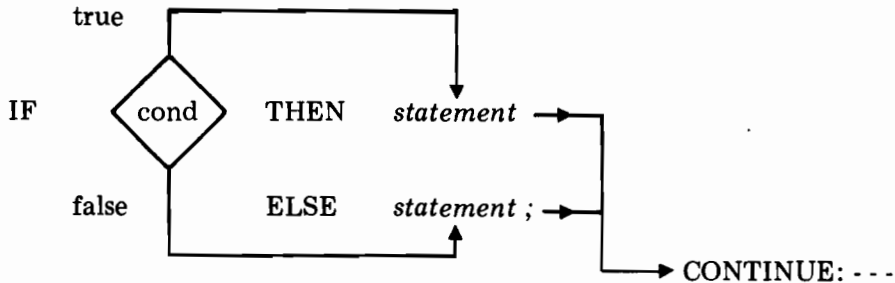 true
IF cond THEN statement
false ELSE statement ;
CONTINUE: - - -